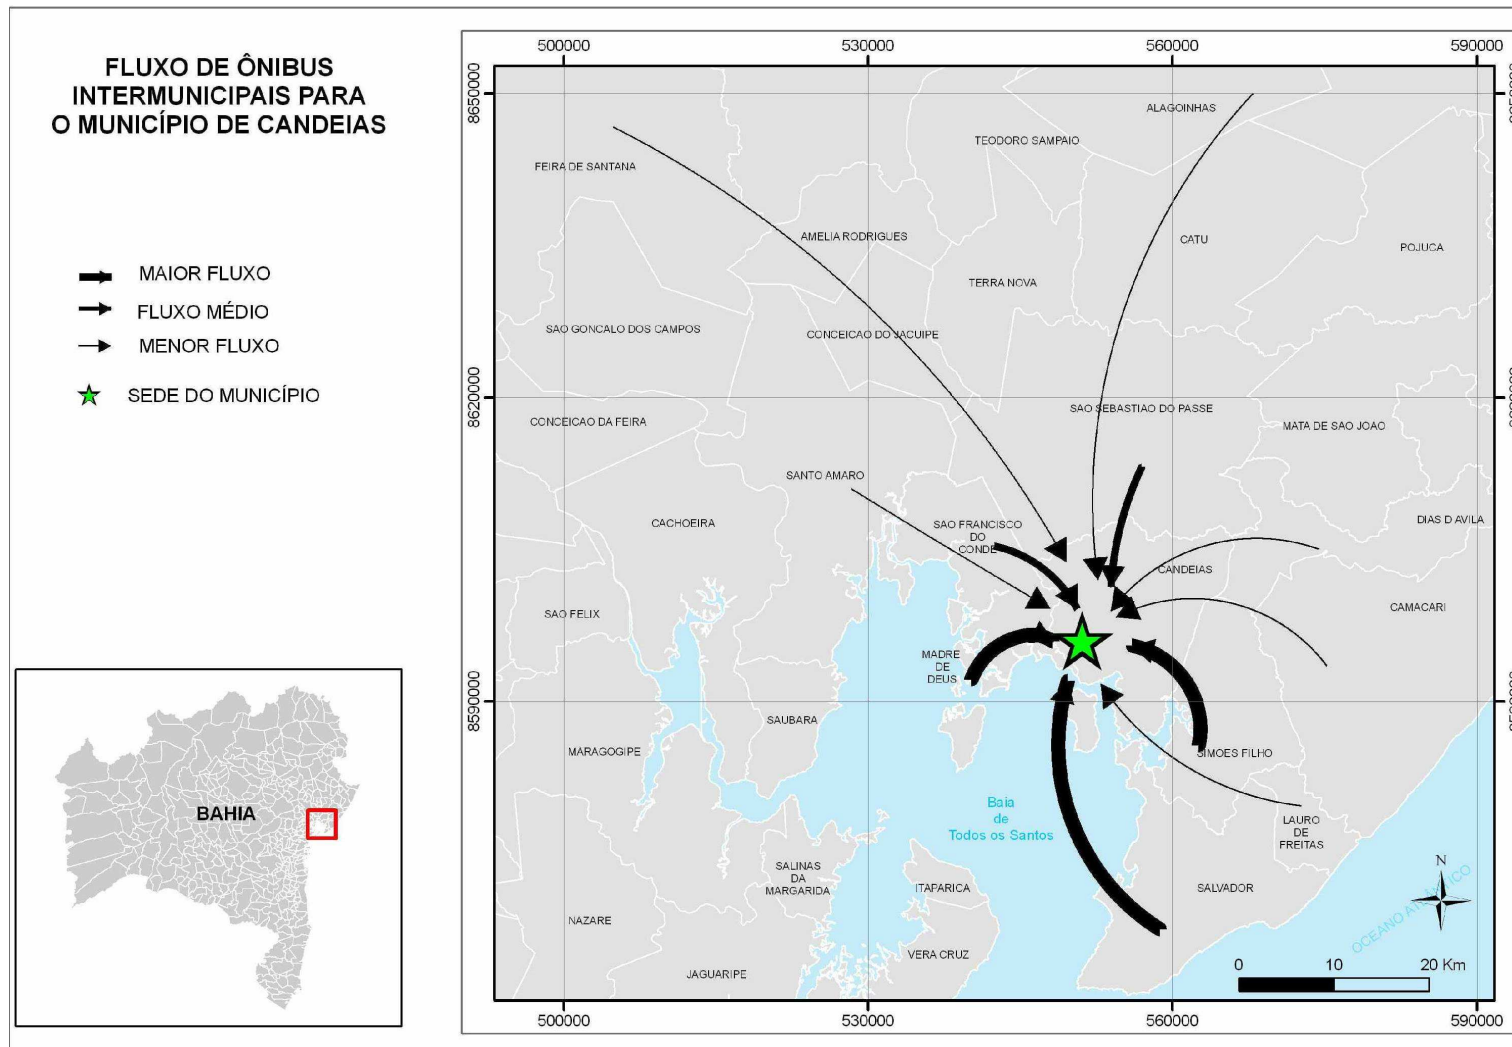 FLUXO DE ÔNIBUS
INTERMUNICIPAIS PARA
O MUNICÍPIO DE CANDEIAS
MAIOR FLUXO
FLUXO MÉDIO
MENOR FLUXO
SEDE DO MUNICÍPIO
BAHIA
500000
530000
560000
590000
8650000
8620000
8590000
ALAGOINHAS
TEODORO SAMPAIO
FEIRA DE SANTANA
AMELIA RODRIGUES
CATU
POJUCA
TERRA NOVA
SAO GONCALO DOS CAMPOS
CONCEICAO DO JACUIPE
SAO SEBASTIAO DO PASSE
CONCEICAO DA FEIRA
MATA DE SAO JOAO
SANTO AMARO
CACHOEIRA
SAO FRANCISCO
DO
CONDE
DIAS D AVILA
CANDEIAS
SAO FELIX
CAMACARI
MADRE
DE
DEUS
SAUBARA
MARAGOGIPE
SIMOES FILHO
Baia
de
Todos os Santos
LAURO
DE
FREITAS
SALINAS
DA
MARGARIDA
ITAPARICA
SALVADOR
N
OCEANO ATLÂNTICO
NAZARE
VERA CRUZ
JAGUARIPE
0
10
20 Km
500000
530000
560000
590000